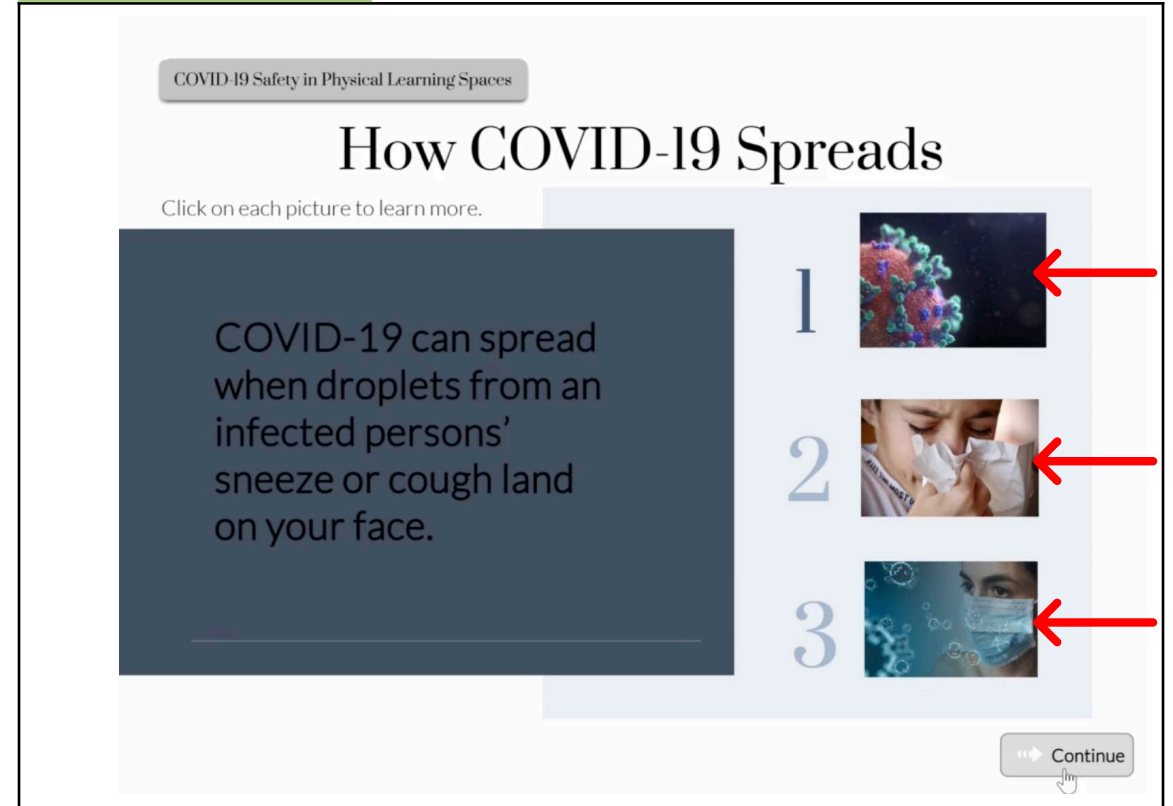 COVID-19 Safety in Physical Learning Spaces
How COVID-19 Spreads
Click on each picture to learn more.
COVID-19 can spread
when droplets from an
infected persons’
sneeze or cough land
on your face.
1
2
3
Continue